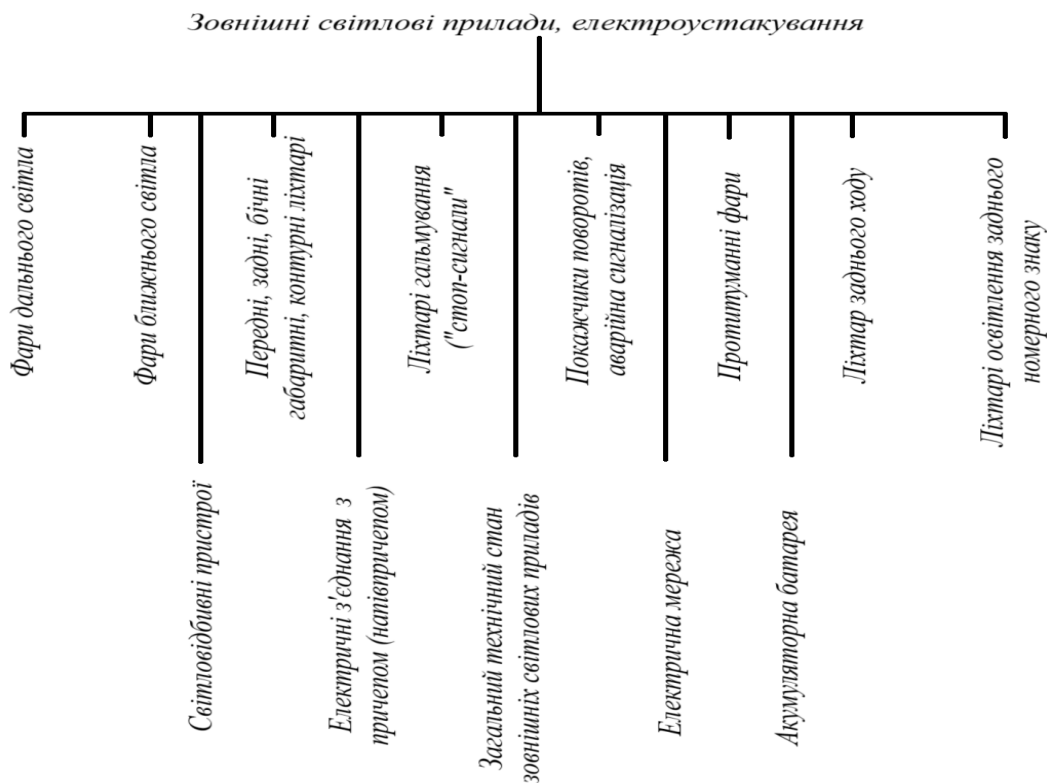 Зовнішні світлові прилади, електроустакування
Фари дальнього світла
Фари ближнього світла
Світловідбивні пристрої
Передні, задні, бічні
габаритні, контурні ліхтарі
Електричні з'єднання з
причепом (напівпричепом)
Ліхтарі гальмування
("стоп-сигнали"
Загальний технічний стан
зовнішніх світлових приладів
Покажчики поворотів,
аварійна сигналізація
Електрична мережа
Протитуманні фари
Акумуляторна батарея
Ліхтар заднього ходу
Ліхтарі освітлення заднього
номерного знаку